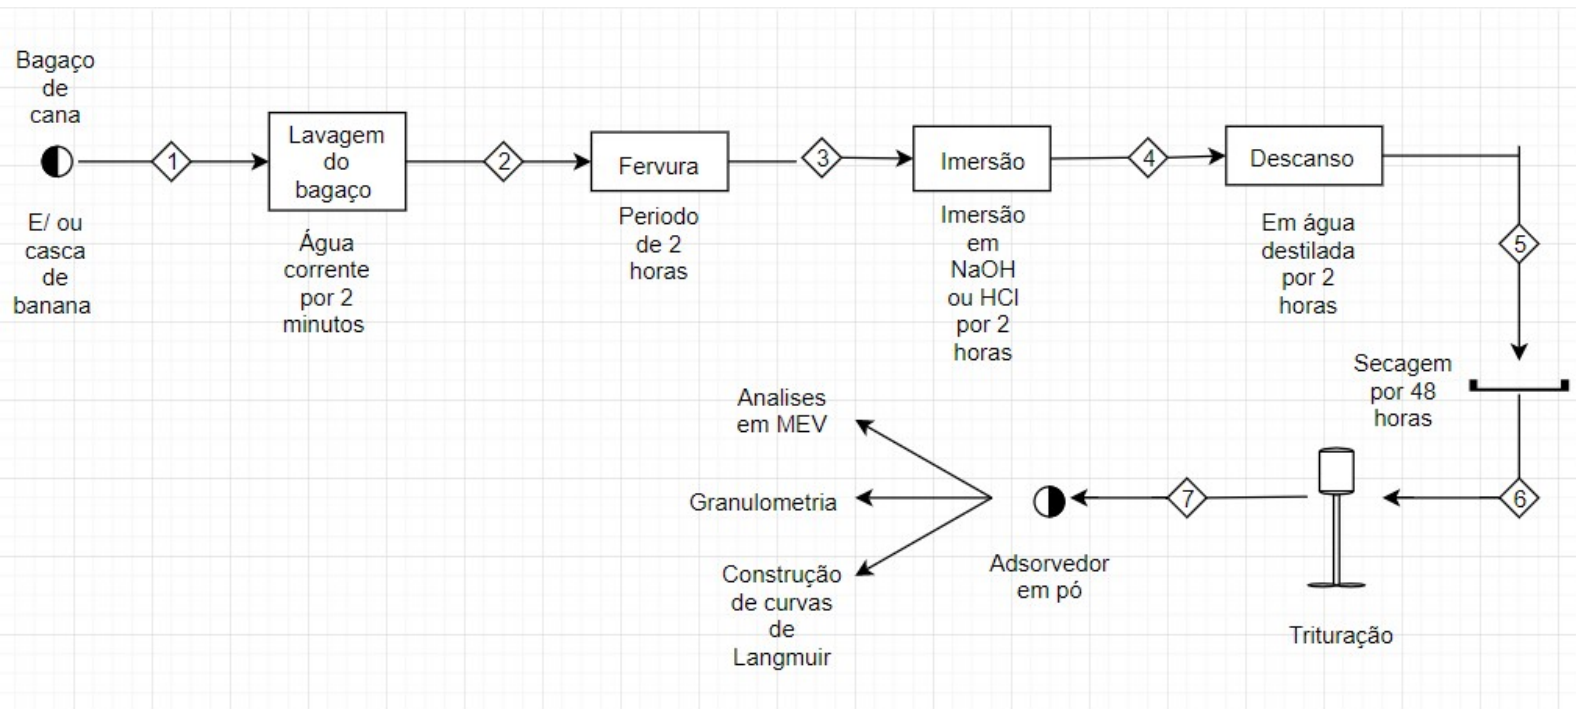 Bagaço
de
cana
E/ ou
casca
de
banana
1
Lavagem
do
bagaço
Água
corrente
por 2
minutos
2
Fervura
Periodo
de 2
horas
3
Imersão
Imersão
em
NaOH
ou HCl
por 2
horas
4
Descanso
Em água
destilada
por 2
horas
5
Secagem
por 48
horas
6
Trituração
7
Adsorvedor
em pó
Analises
em MEV
Granulometria
Construção
de curvas
de
Langmuir